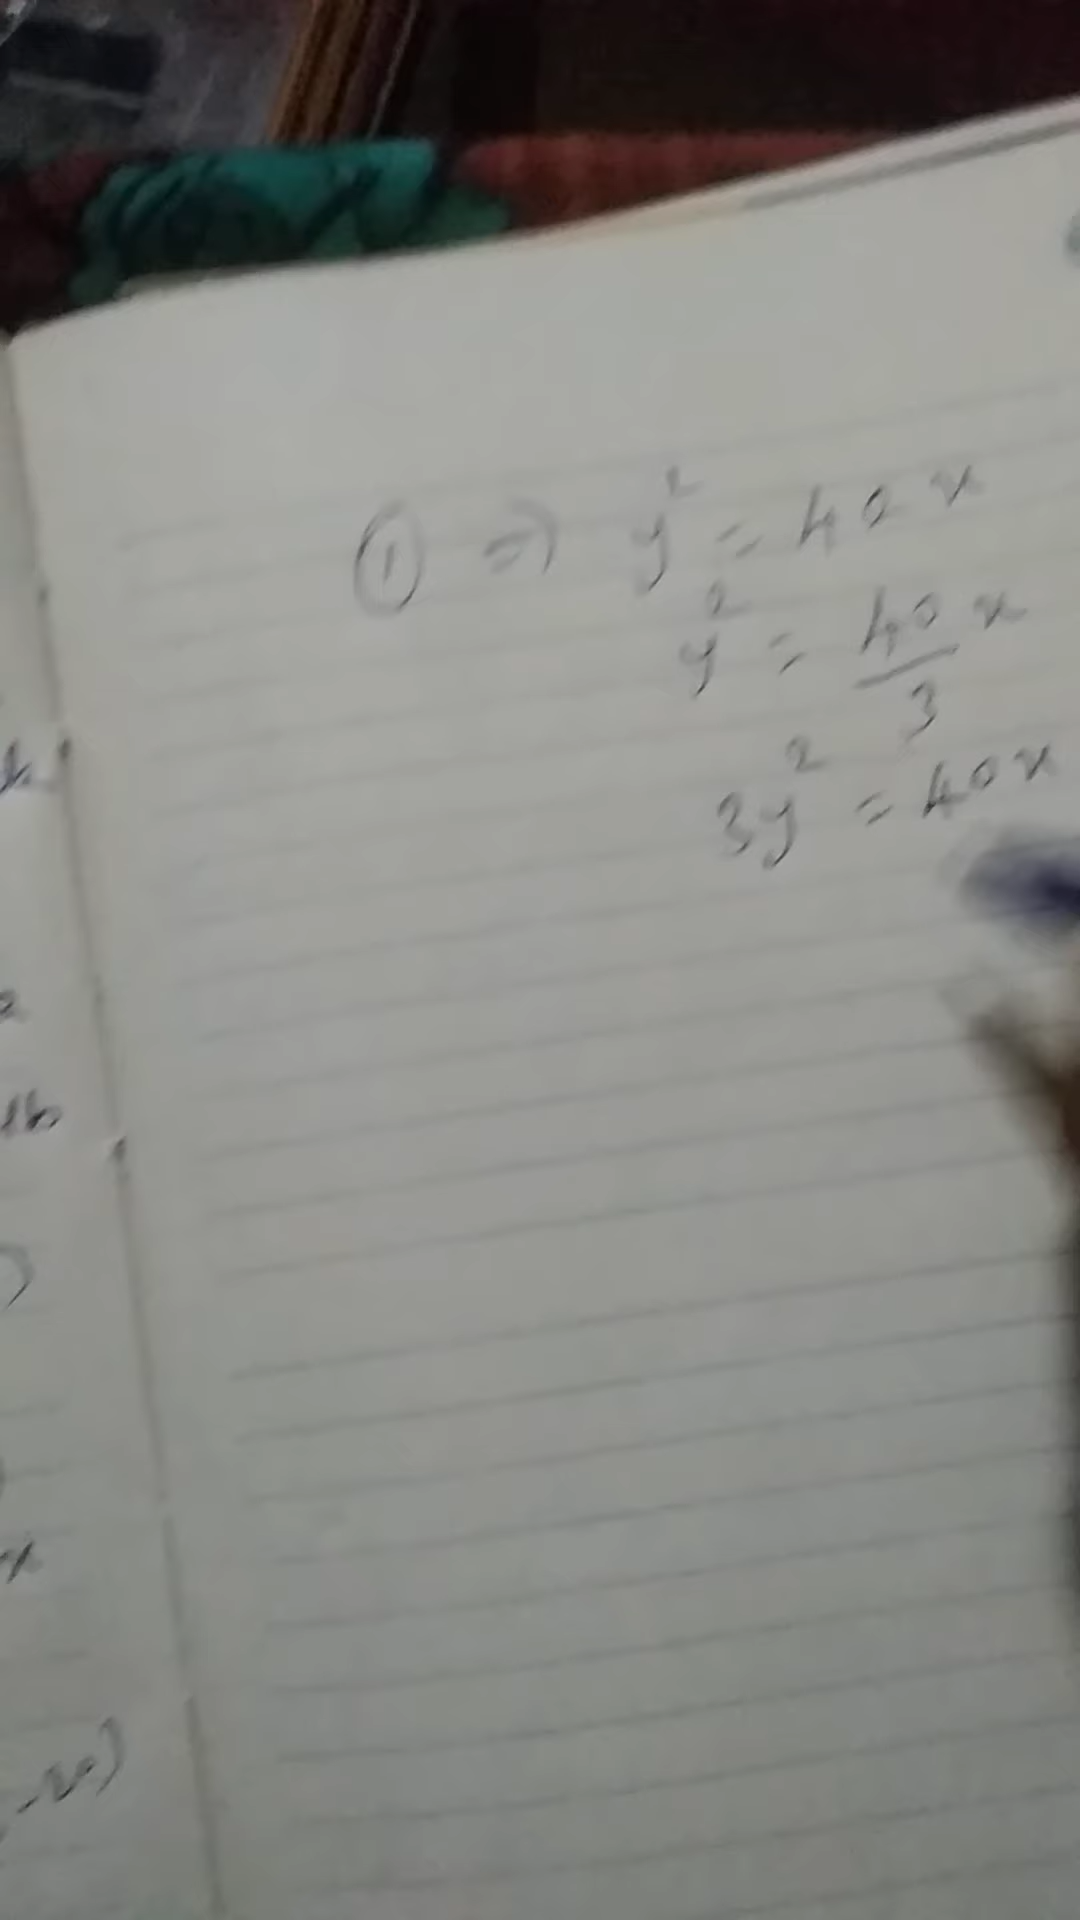 ① ⇒ y² = 40x
y² = 40/3 x
3y² = 40x